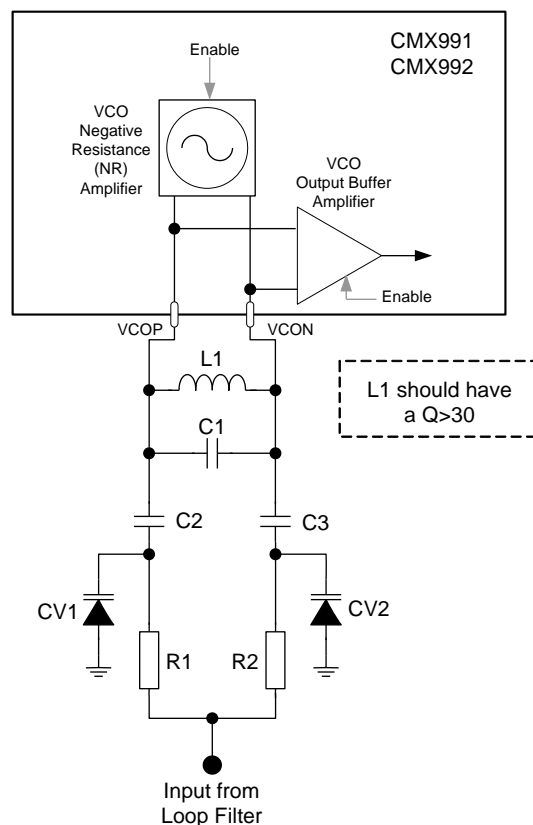 CMX991
CMX992
Enable
VCO
Negative
Resistance
(NR)
Amplifier
VCO
Output Buffer
Amplifier
Enable
VCOP
VCON
L1
L1 should have
a Q>30
C1
C2
C3
CV1
CV2
R1
R2
Input from
Loop Filter